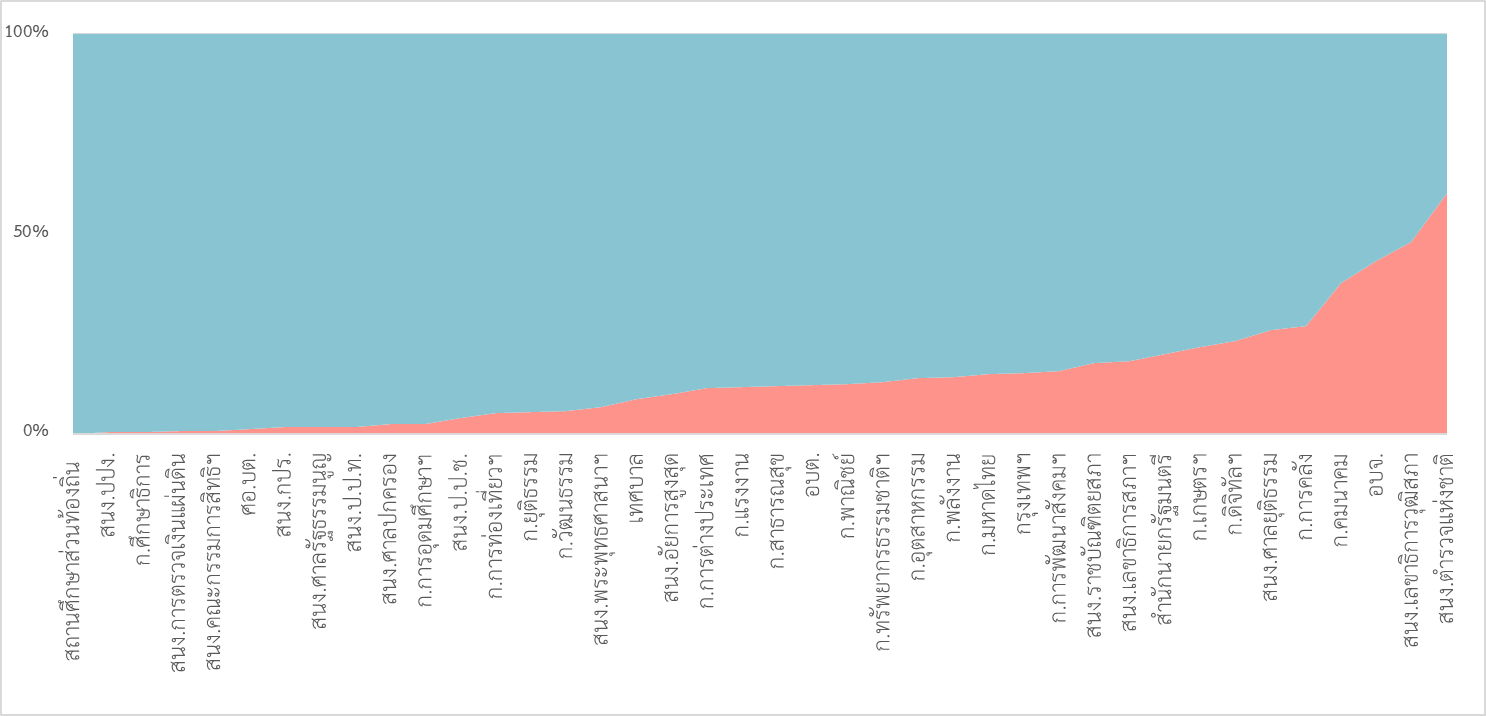 100%
50%
0%
สถานศึกษาส่วนท้องถิ่น
สนง.ปปง.
ก.ศึกษาธิการ
สนง.การตรวจเงินแผ่นดิน
สนง.คณะกรรมการสิทธิฯ
ศอ.บต.
สนง.กปร.
สนง.ศาลรัฐธรรมนูญ
สนง.ป.ป.ท.
สนง.ศาลปกครอง
ก.การอุดมศึกษาฯ
สนง.ป.ป.ช.
ก.การท่องเที่ยวฯ
ก.ยุติธรรม
ก.วัฒนธรรม
สนง.พระพุทธศาสนาฯ
เทศบาล
สนง.อัยการสูงสุด
ก.การต่างประเทศ
ก.แรงงาน
ก.สาธารณสุข
อบต.
ก.พาณิชย์
ก.ทรัพยากรธรรมชาติฯ
ก.อุตสาหกรรม
ก.พลังงาน
ก.มหาดไทย
กรุงเทพฯ
ก.การพัฒนาสังคมฯ
สนง.ราชบัณฑิตยสภา
สนง.เลขาธิการสภาฯ
สำนักนายกรัฐมนตรี
ก.เกษตรฯ
ก.ดิจิทัลฯ
สนง.ศาลยุติธรรม
ก.การคลัง
ก.คมนาคม
อบจ.
สนง.เลขาธิการวุฒิสภา
สนง.ตำรวจแห่งชาติ